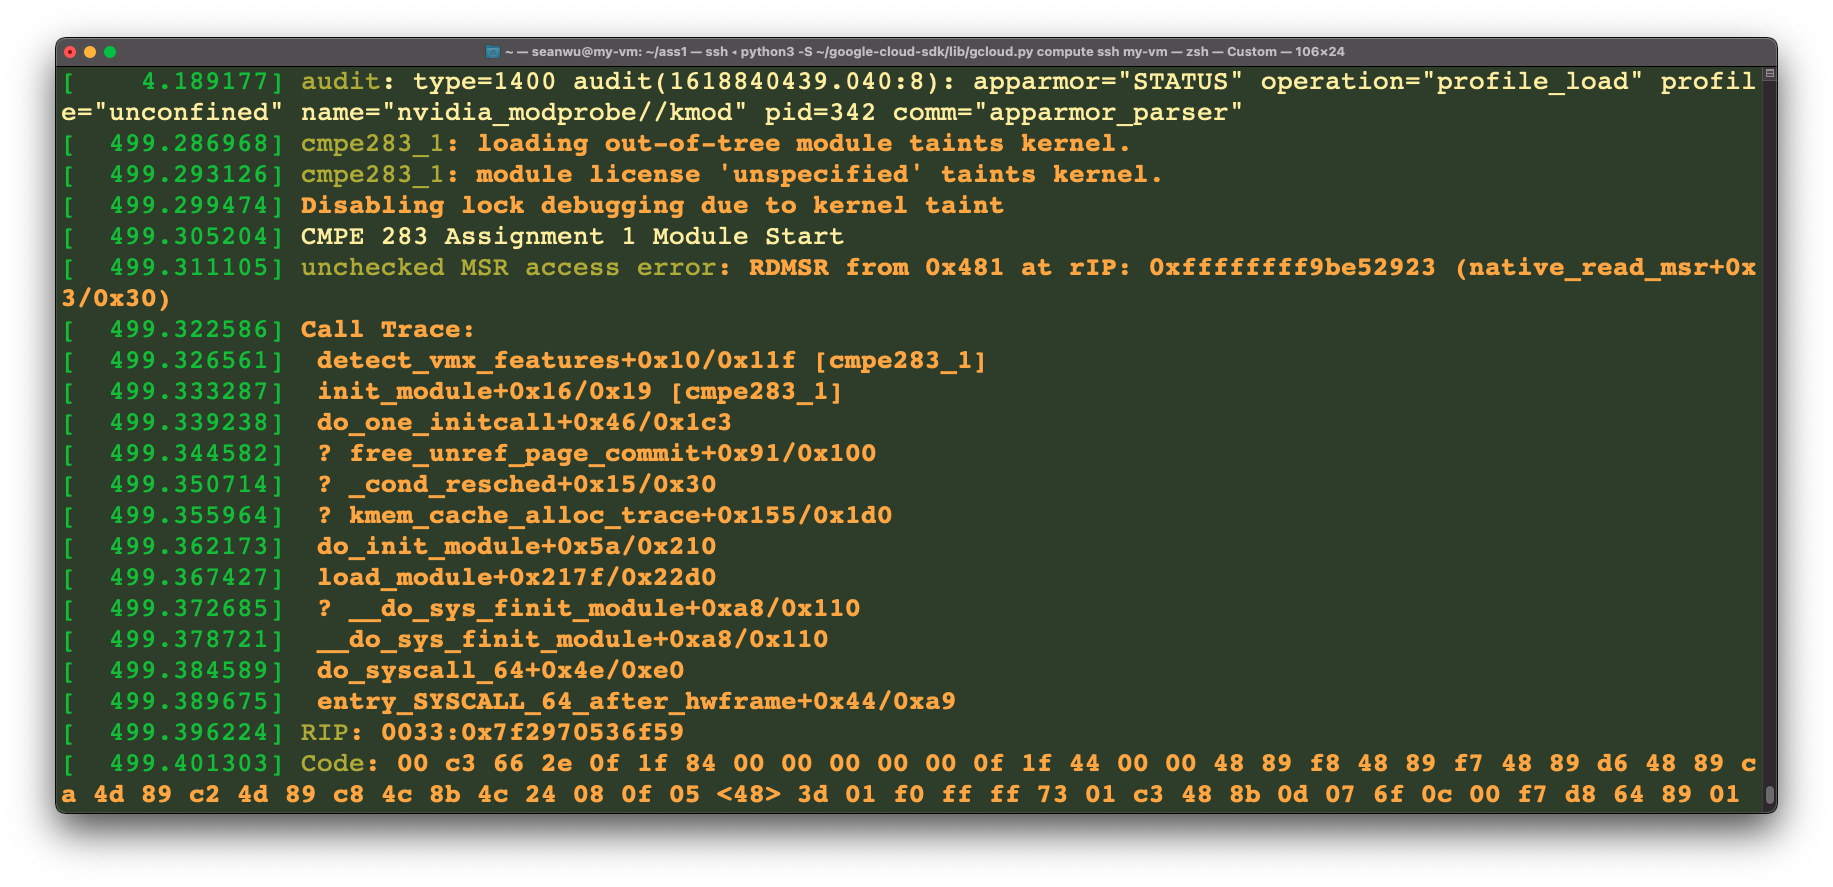 ~ — seanwu@my-vm: ~/ass1 — ssh ◂ python3 -S ~/google-cloud-sdk/lib/gcloud.py compute ssh my-vm — zsh — Custom — 106×24
[    4.189177] audit: type=1400 audit(1618840439.040:8): apparmor="STATUS" operation="profile_load" profil
e="unconfined" name="nvidia_modprobe//kmod" pid=342 comm="apparmor_parser"
[  499.286968] cmpe283_1: loading out-of-tree module taints kernel.
[  499.293126] cmpe283_1: module license 'unspecified' taints kernel.
[  499.299474] Disabling lock debugging due to kernel taint
[  499.305204] CMPE 283 Assignment 1 Module Start
[  499.311105] unchecked MSR access error: RDMSR from 0x481 at rIP: 0xffffffff9be52923 (native_read_msr+0x
3/0x30)
[  499.322586] Call Trace:
[  499.326561]  detect_vmx_features+0x10/0x11f [cmpe283_1]
[  499.333287]  init_module+0x16/0x19 [cmpe283_1]
[  499.339238]  do_one_initcall+0x46/0x1c3
[  499.344582]  ? free_unref_page_commit+0x91/0x100
[  499.350714]  ? _cond_resched+0x15/0x30
[  499.355964]  ? kmem_cache_alloc_trace+0x155/0x1d0
[  499.362173]  do_init_module+0x5a/0x210
[  499.367427]  load_module+0x217f/0x22d0
[  499.372685]  ? __do_sys_finit_module+0xa8/0x110
[  499.378721]  __do_sys_finit_module+0xa8/0x110
[  499.384589]  do_syscall_64+0x4e/0xe0
[  499.389675]  entry_SYSCALL_64_after_hwframe+0x44/0xa9
[  499.396224] RIP: 0033:0x7f2970536f59
[  499.401303] Code: 00 c3 66 2e 0f 1f 84 00 00 00 00 00 0f 1f 44 00 00 48 89 f8 48 89 f7 48 89 d6 48 89 c
a 4d 89 c2 4d 89 c8 4c 8b 4c 24 08 0f 05 <48> 3d 01 f0 ff ff 73 01 c3 48 8b 0d 07 6f 0c 00 f7 d8 64 89 01